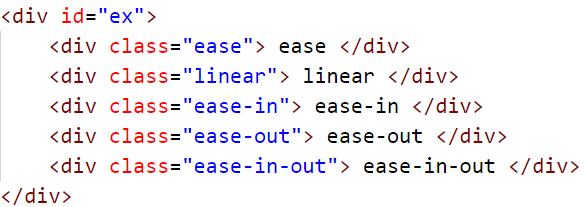 <div id="ex">
<div class="ease"> ease </div>
<div class="linear"> linear </div>
<div class="ease-in"> ease-in </div>
<div class="ease-out"> ease-out </div>
<div class="ease-in-out"> ease-in-out </div>
</div>